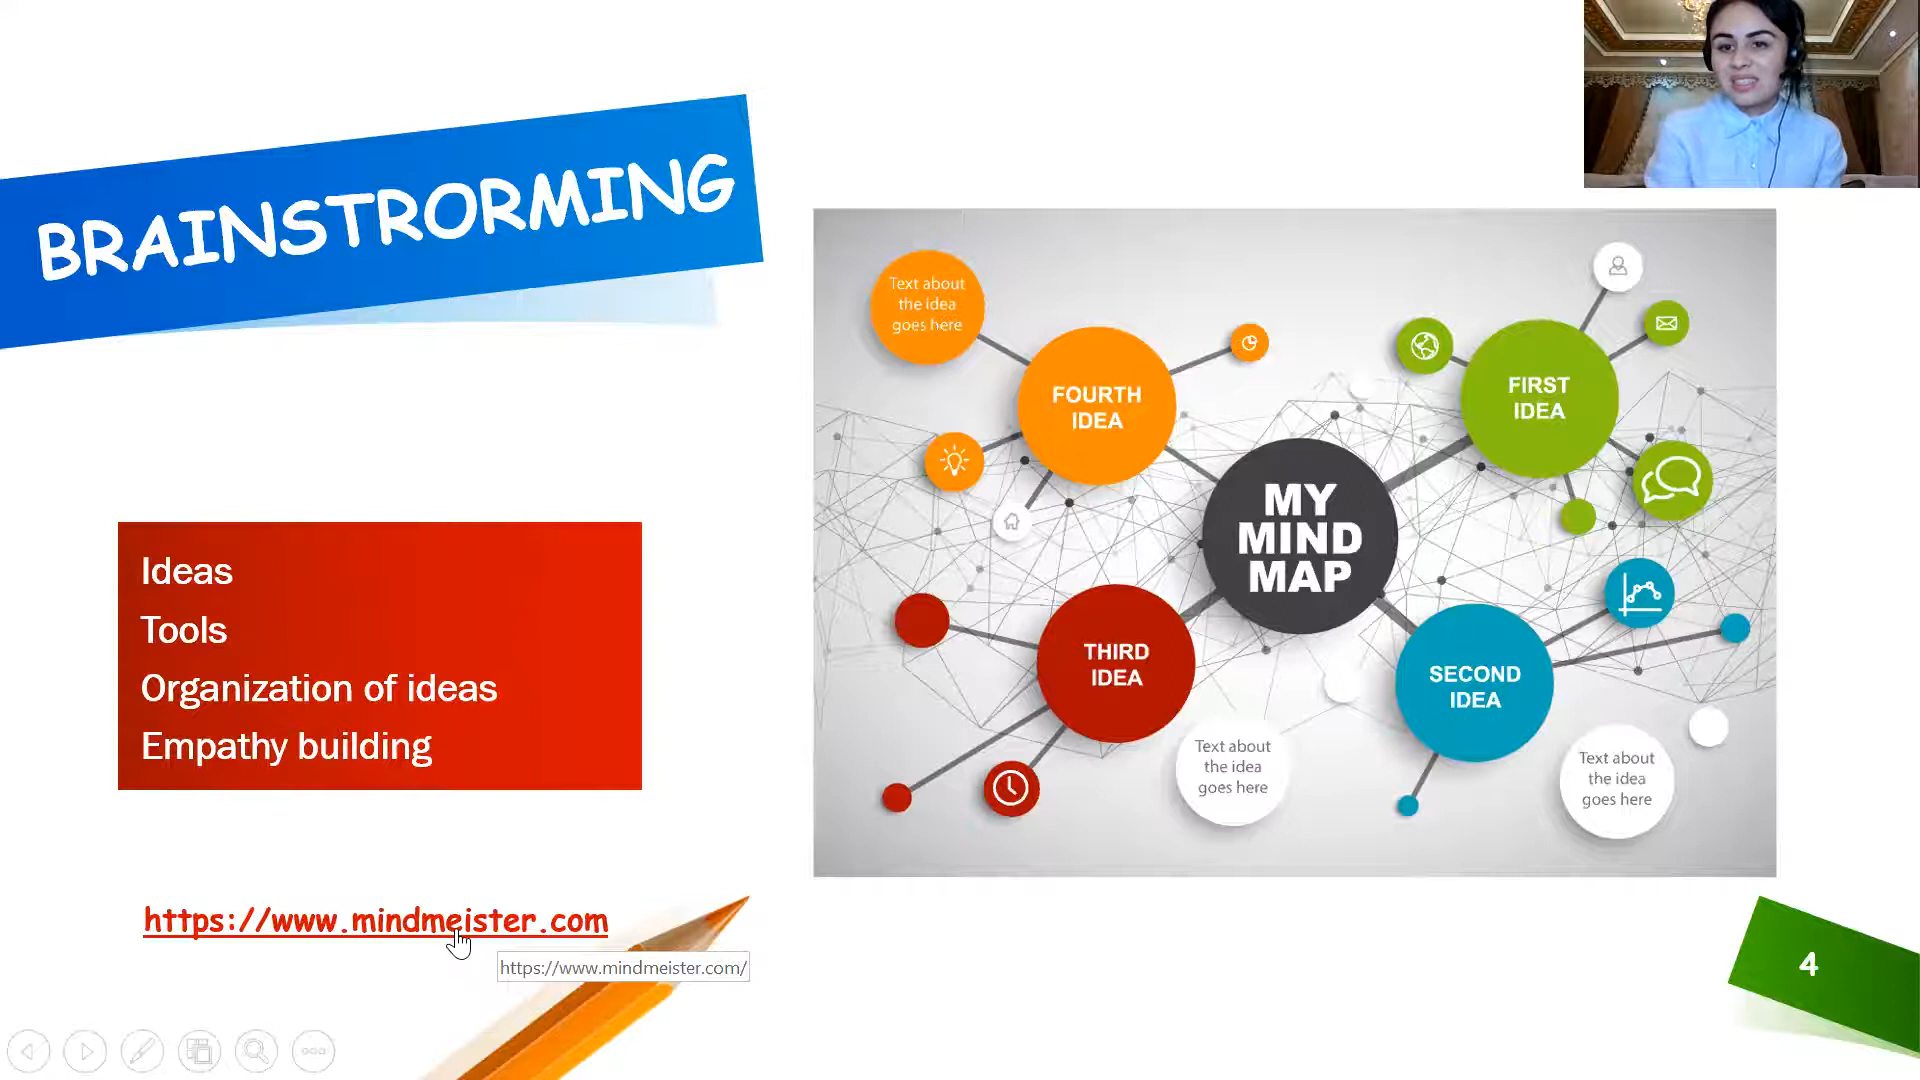 BRAINSTRORMING
Ideas
Tools
Organization of ideas
Empathy building
https://www.mindmeister.com
https://www.mindmeister.com/
Text about
the idea
goes here
FOURTH
IDEA
FIRST
IDEA
MY
MIND
MAP
THIRD
IDEA
SECOND
IDEA
Text about
the idea
goes here
Text about
the idea
goes here
4